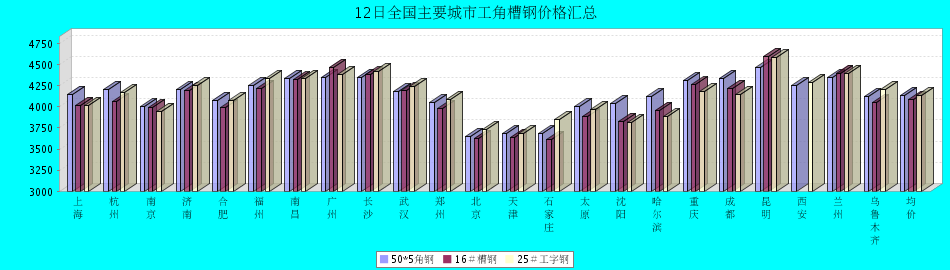 12日全国主要城市工角槽钢价格汇总
4750
4500
4250
4000
3750
3500
3250
3000
上海
杭州
南京
济南
合肥
福州
南昌
广州
长沙
武汉
郑州
北京
天津
石家庄
太原
沈阳
哈尔滨
重庆
成都
昆明
西安
兰州
乌鲁木齐
均价
50*5角钢
16#槽钢
25#工字钢